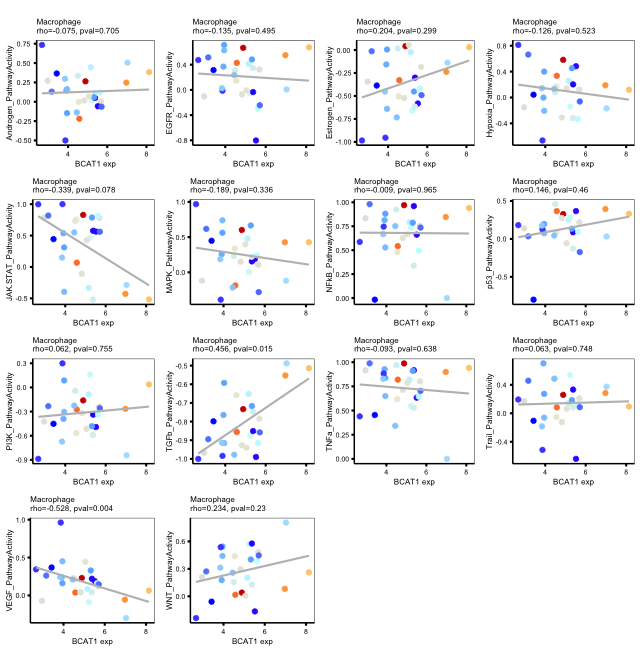 Macrophage
rho=-0.075, pval=0.705
Androgen_PathwayActivity
0.75
0.50
0.25
0.00
-0.25
-0.50
4
6
8
BCAT1 exp
Macrophage
rho=-0.135, pval=0.495
EGFR_PathwayActivity
0.4
0.0
-0.4
-0.8
4
6
8
BCAT1 exp
Macrophage
rho=0.204, pval=0.299
Estrogen_PathwayActivity
0.00
-0.25
-0.50
-0.75
-1.00
4
6
8
BCAT1 exp
Macrophage
rho=-0.126, pval=0.523
Hypoxia_PathwayActivity
0.8
0.4
0.0
-0.4
4
6
8
BCAT1 exp
Macrophage
rho=-0.339, pval=0.078
JAK.STAT_PathwayActivity
1.0
0.5
0.0
-0.5
4
6
8
BCAT1 exp
Macrophage
rho=-0.189, pval=0.336
MAPK_PathwayActivity
1.0
0.5
0.0
4
6
8
BCAT1 exp
Macrophage
rho=-0.009, pval=0.965
NFkB_PathwayActivity
1.00
0.75
0.50
0.25
0.00
4
6
8
BCAT1 exp
Macrophage
rho=0.146, pval=0.46
p53_PathwayActivity
0.5
0.0
-0.5
4
6
8
BCAT1 exp
Macrophage
rho=0.062, pval=0.755
PI3K_PathwayActivity
0.3
0.0
-0.3
-0.6
-0.9
4
6
8
BCAT1 exp
Macrophage
rho=0.456, pval=0.015
TGFb_PathwayActivity
-0.5
-0.6
-0.7
-0.8
-0.9
-1.0
4
6
8
BCAT1 exp
Macrophage
rho=-0.093, pval=0.638
TNFa_PathwayActivity
1.00
0.75
0.50
0.25
0.00
4
6
8
BCAT1 exp
Macrophage
rho=0.063, pval=0.748
Trail_PathwayActivity
0.4
0.0
-0.4
4
6
8
BCAT1 exp
Macrophage
rho=-0.528, pval=0.004
VEGF_PathwayActivity
1.0
0.5
0.0
4
6
8
BCAT1 exp
Macrophage
rho=0.234, pval=0.23
WNT_PathwayActivity
0.6
0.3
0.0
4
6
8
BCAT1 exp